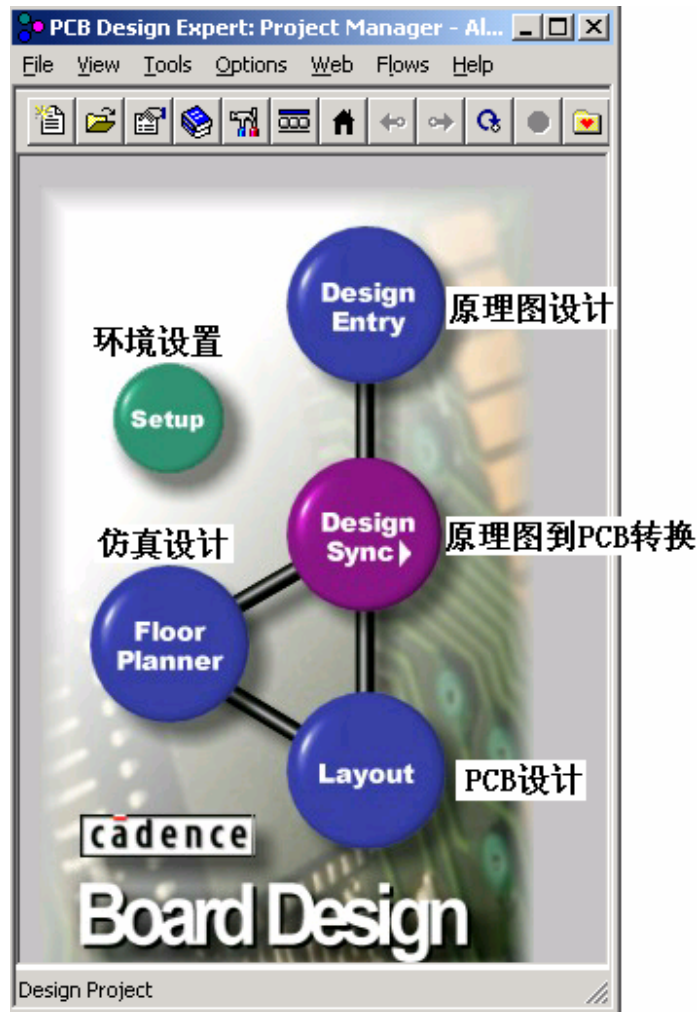 PCB Design Expert: Project Manager - Al...
File View Tools Options Web Flows Help
Design
Entry
原理图设计
环境设置
Setup
Design
Sync
原理图到PCB转换
仿真设计
Floor
Planner
Layout
PCB设计
cādence
Board Design
Design Project